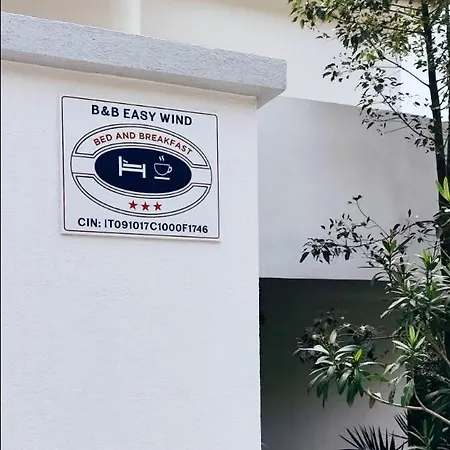 B&B EASY WIND
BED AND BREAKFAST
CIN: IT091017C1000F1746